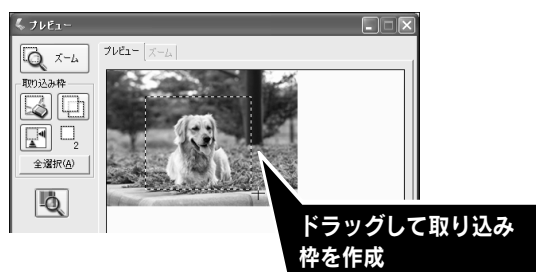 プレビュー
ズーム
プレビュー ズーム
取り込み枠
2
全選択(A)
ドラッグして取り込み
枠を作成